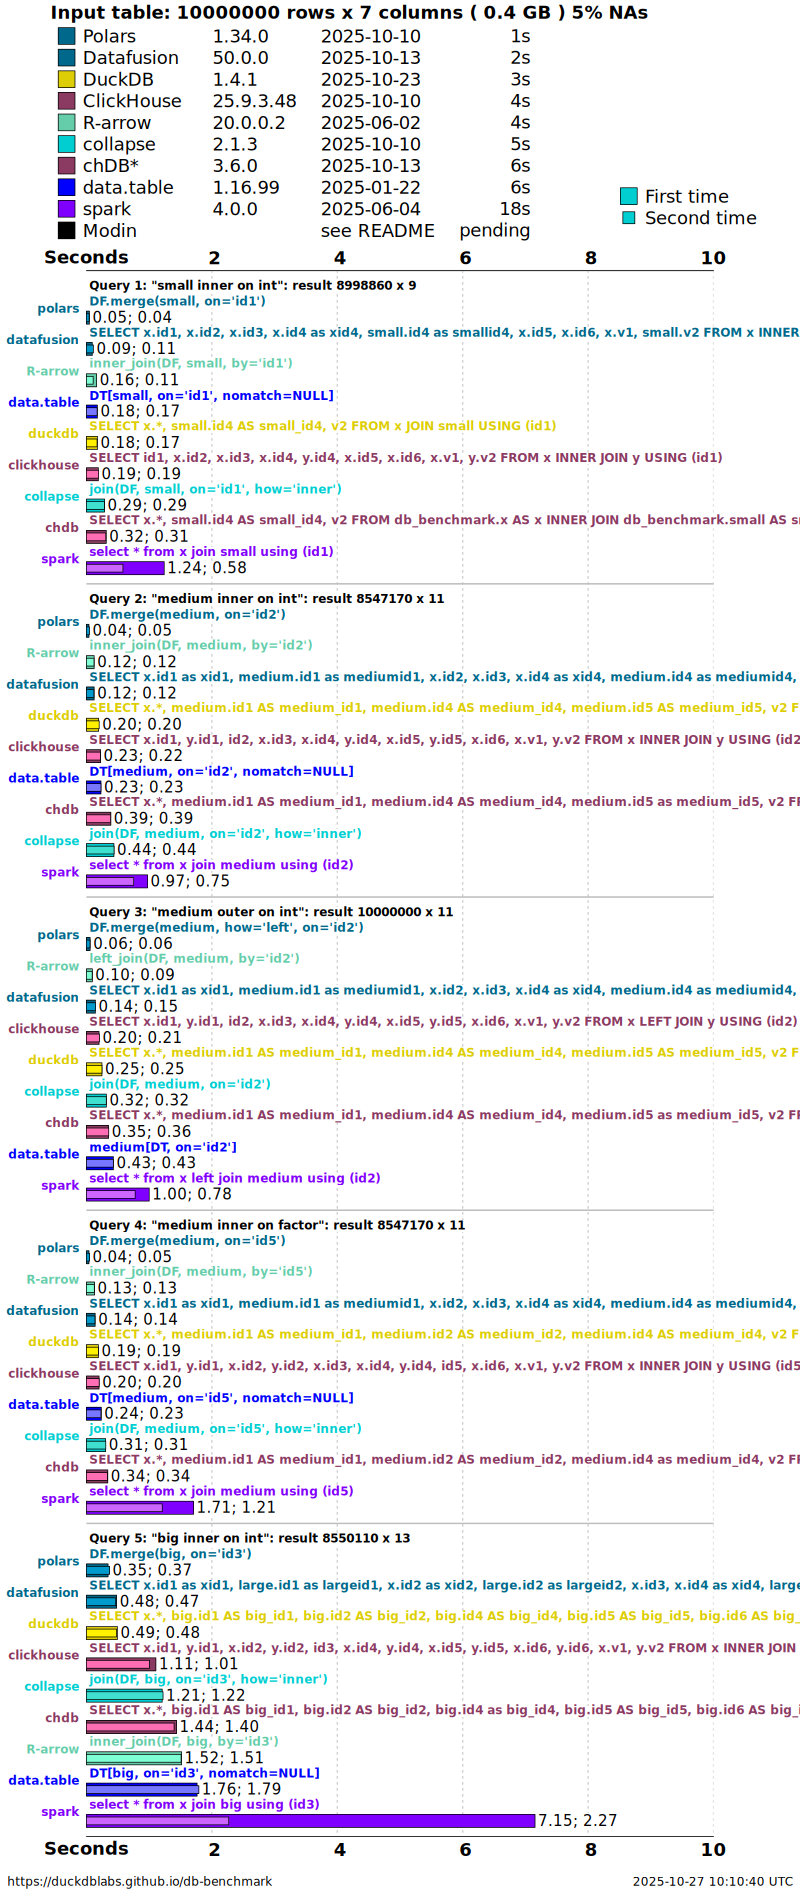 Input table: 10000000 rows x 7 columns ( 0.4 GB ) 5% NAs
Polars 1.34.0 2025-10-10 1s
Datafusion 50.0.0 2025-10-13 2s
DuckDB 1.4.1 2025-10-23 3s
ClickHouse 25.9.3.48 2025-10-10 4s
R-arrow 20.0.0.2 2025-06-02 4s
collapse 2.1.3 2025-10-10 5s
chDB* 3.6.0 2025-10-13 6s
data.table 1.16.99 2025-01-22 6s
First time
spark 4.0.0 2025-06-04 18s
Second time
Modin see README pending
Seconds 2 4 6 8 10
Query 1: "small inner on int": result 8998860 x 9
DF.merge(small, on='id1')
polars
0.05; 0.04
SELECT x.id1, x.id2, x.id3, x.id4 as xid4, small.id4 as smallid4, x.id5, x.id6, x.v1, small.v2 FROM x INNER
datafusion
0.09; 0.11
inner_join(DF, small, by='id1')
R-arrow
0.16; 0.11
DT[small, on='id1', nomatch=NULL]
data.table
0.18; 0.17
SELECT x.*, small.id4 AS small_id4, v2 FROM x JOIN small USING (id1)
duckdb
0.18; 0.17
SELECT id1, x.id2, x.id3, x.id4, y.id4, x.id5, x.id6, x.v1, y.v2 FROM x INNER JOIN y USING (id1)
clickhouse
0.19; 0.19
join(DF, small, on='id1', how='inner')
collapse
0.29; 0.29
SELECT x.*, small.id4 AS small_id4, v2 FROM db_benchmark.x AS x INNER JOIN db_benchmark.small AS s
chdb
0.32; 0.31
select * from x join small using (id1)
spark
1.24; 0.58
Query 2: "medium inner on int": result 8547170 x 11
DF.merge(medium, on='id2')
polars
0.04; 0.05
inner_join(DF, medium, by='id2')
R-arrow
0.12; 0.12
SELECT x.id1 as xid1, medium.id1 as mediumid1, x.id2, x.id3, x.id4 as xid4, medium.id4 as mediumid4,
datafusion
0.12; 0.12
SELECT x.*, medium.id1 AS medium_id1, medium.id4 AS medium_id4, medium.id5 AS medium_id5, v2 F
duckdb
0.20; 0.20
SELECT x.id1, y.id1, id2, x.id3, x.id4, y.id4, x.id5, y.id5, x.id6, x.v1, y.v2 FROM x INNER JOIN y USING (id2
clickhouse
0.23; 0.22
DT[medium, on='id2', nomatch=NULL]
data.table
0.23; 0.23
SELECT x.*, medium.id1 AS medium_id1, medium.id4 AS medium_id4, medium.id5 as medium_id5, v2 F
chdb
0.39; 0.39
join(DF, medium, on='id2', how='inner')
collapse
0.44; 0.44
select * from x join medium using (id2)
spark
0.97; 0.75
Query 3: "medium outer on int": result 10000000 x 11
DF.merge(medium, how='left', on='id2')
polars
0.06; 0.06
left_join(DF, medium, by='id2')
R-arrow
0.10; 0.09
SELECT x.id1 as xid1, medium.id1 as mediumid1, x.id2, x.id3, x.id4 as xid4, medium.id4 as mediumid4,
datafusion
0.14; 0.15
SELECT x.id1, y.id1, id2, x.id3, x.id4, y.id4, x.id5, y.id5, x.id6, x.v1, y.v2 FROM x LEFT JOIN y USING (id2)
clickhouse
0.20; 0.21
SELECT x.*, medium.id1 AS medium_id1, medium.id4 AS medium_id4, medium.id5 AS medium_id5, v2 F
duckdb
0.25; 0.25
join(DF, medium, on='id2')
collapse
0.32; 0.32
SELECT x.*, medium.id1 AS medium_id1, medium.id4 AS medium_id4, medium.id5 as medium_id5, v2 F
chdb
0.35; 0.36
medium[DT, on='id2']
data.table
0.43; 0.43
select * from x left join medium using (id2)
spark
1.00; 0.78
Query 4: "medium inner on factor": result 8547170 x 11
DF.merge(medium, on='id5')
polars
0.04; 0.05
inner_join(DF, medium, by='id5')
R-arrow
0.13; 0.13
SELECT x.id1 as xid1, medium.id1 as mediumid1, x.id2, x.id3, x.id4 as xid4, medium.id4 as mediumid4,
datafusion
0.14; 0.14
SELECT x.*, medium.id1 AS medium_id1, medium.id2 AS medium_id2, medium.id4 AS medium_id4, v2 F
duckdb
0.19; 0.19
SELECT x.id1, y.id1, x.id2, y.id2, x.id3, x.id4, y.id4, id5, x.id6, x.v1, y.v2 FROM x INNER JOIN y USING (id5
clickhouse
0.20; 0.20
DT[medium, on='id5', nomatch=NULL]
data.table
0.24; 0.23
join(DF, medium, on='id5', how='inner')
collapse
0.31; 0.31
SELECT x.*, medium.id1 AS medium_id1, medium.id2 AS medium_id2, medium.id4 as medium_id4, v2 F
chdb
0.34; 0.34
select * from x join medium using (id5)
spark
1.71; 1.21
Query 5: "big inner on int": result 8550110 x 13
DF.merge(big, on='id3')
polars
0.35; 0.37
SELECT x.id1 as xid1, large.id1 as largeid1, x.id2 as xid2, large.id2 as largeid2, x.id3, x.id4 as xid4, large
datafusion
0.48; 0.47
SELECT x.*, big.id1 AS big_id1, big.id2 AS big_id2, big.id4 AS big_id4, big.id5 AS big_id5, big.id6 AS big_
duckdb
0.49; 0.48
SELECT x.id1, y.id1, x.id2, y.id2, id3, x.id4, y.id4, x.id5, y.id5, x.id6, y.id6, x.v1, y.v2 FROM x INNER JOIN
clickhouse
1.11; 1.01
join(DF, big, on='id3', how='inner')
collapse
1.21; 1.22
SELECT x.*, big.id1 AS big_id1, big.id2 AS big_id2, big.id4 as big_id4, big.id5 AS big_id5, big.id6 AS big_i
chdb
1.44; 1.40
inner_join(DF, big, by='id3')
R-arrow
1.52; 1.51
DT[big, on='id3', nomatch=NULL]
data.table
1.76; 1.79
select * from x join big using (id3)
spark
7.15; 2.27
Seconds 2 4 6 8 10
https://duckdblabs.github.io/db-benchmark
2025-10-27 10:10:40 UTC